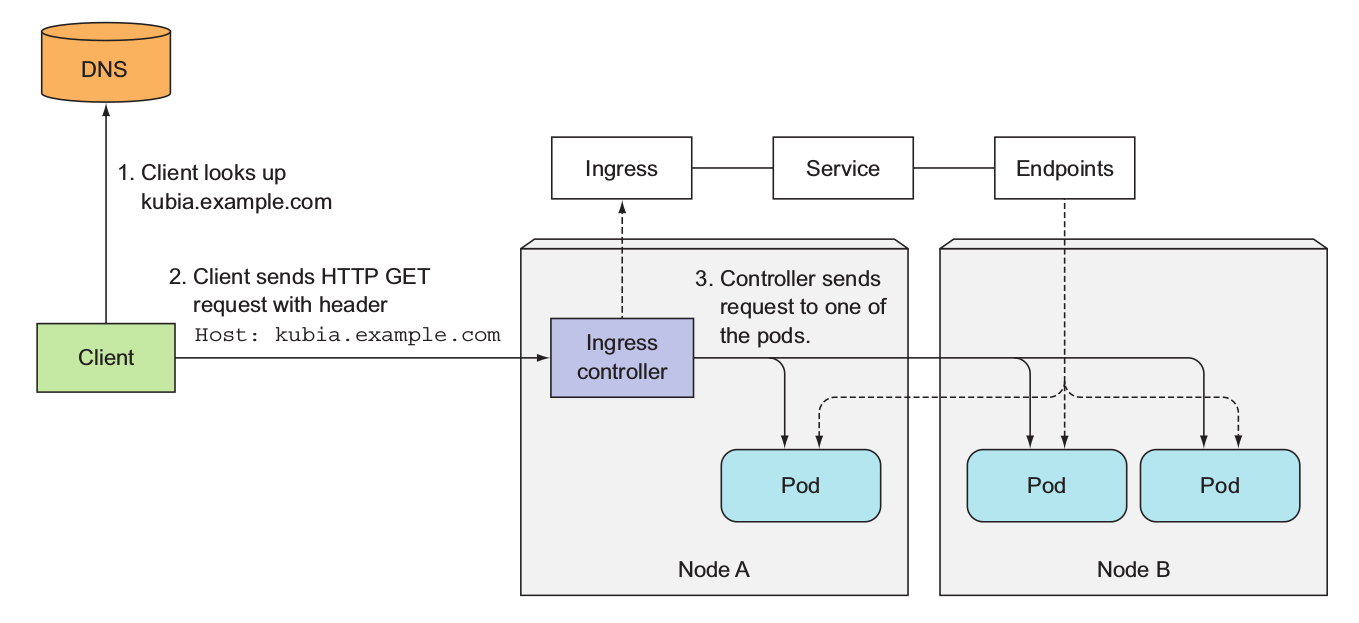 DNS
1. Client looks up
kubia.example.com
Ingress
Service
Endpoints
2. Client sends HTTP GET
request with header
Host: kubia.example.com
3. Controller sends
request to one of
the pods.
Client
Ingress
controller
Pod
Pod
Pod
Node A
Node B